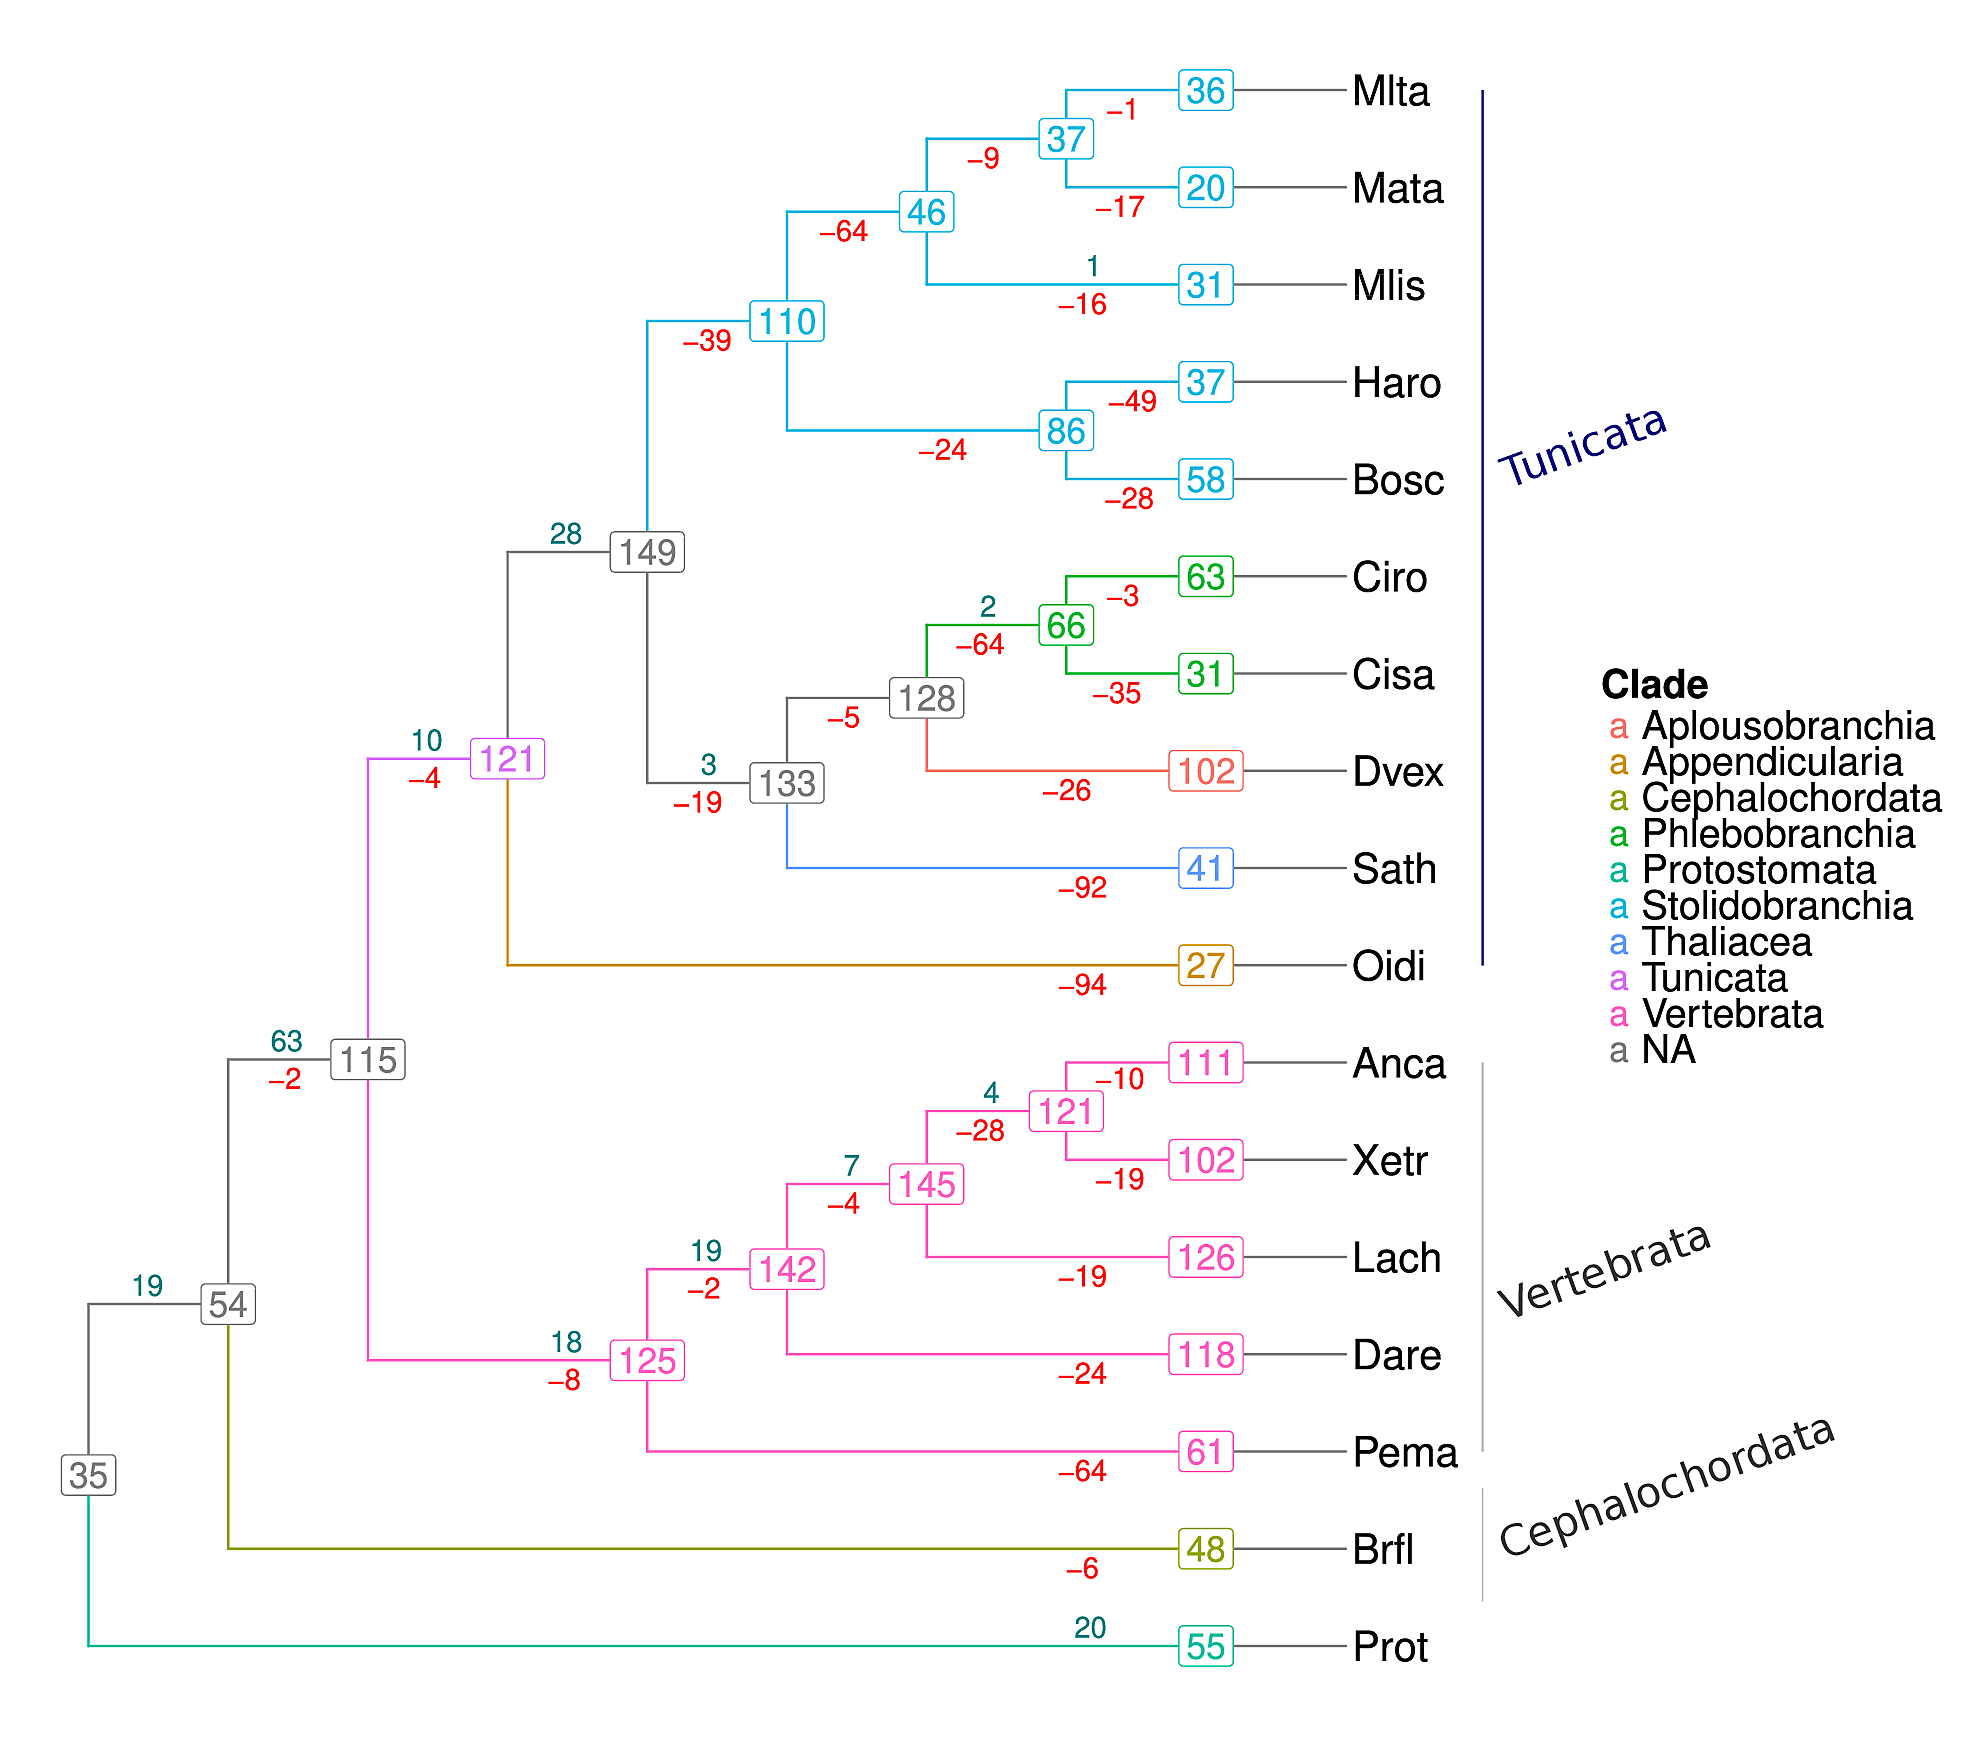 36 Mlta
−1
37
−9
20 Mata
−17
46
−64
1
31 Mlis
−16
110
−39
37 Haro
−49
86
−24
58 Bosc
−28
Tunicata
28
149
63 Ciro
−3
2
66
−64
31 Cisa
−35
128
−5
102 Dvex
−26
3
133
−19
41 Sath
−92
10
121
−4
27 Oidi
−94
Clade
a Aplousobranchia
a Appendicularia
a Cephalochordata
a Phlebobranchia
a Protostomata
a Stolidobranchia
a Thaliacea
a Tunicata
a Vertebrata
a NA
63
115
−2
111 Anca
−10
4
121
−28
102 Xetr
−19
7
145
−4
126 Lach
−19
Vertebrata
19
142
−2
118 Dare
−24
19
54
18
125
−8
61 Pema
−64
35
Cephalochordata
48 Brfl
−6
20
55 Prot